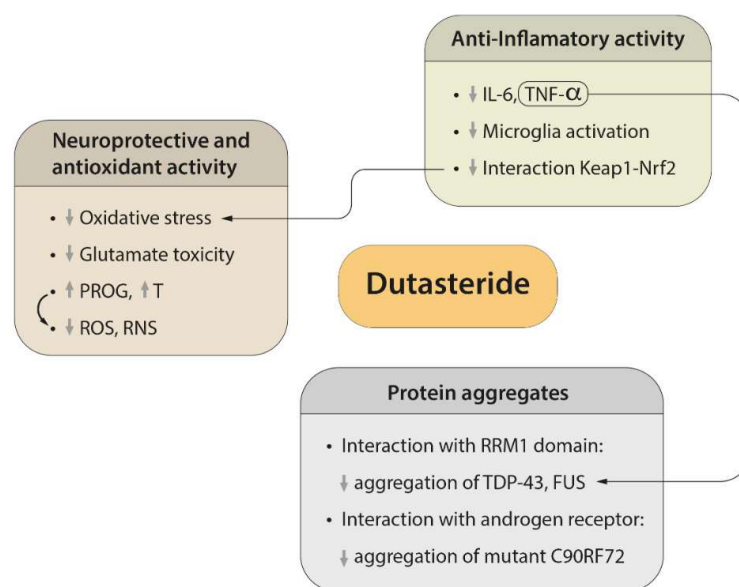 Anti-Inflamatory activity
• ↓ IL-6, TNF-α
• ↓ Microglia activation
• ↓ Interaction Keap1-Nrf2
Neuroprotective and
antioxidant activity
• ↓ Oxidative stress
• ↓ Glutamate toxicity
• ↑ PROG, ↑ T
• ↓ ROS, RNS
Dutasteride
Protein aggregates
• Interaction with RRM1 domain:
↓ aggregation of TDP-43, FUS
• Interaction with androgen receptor:
↓ aggregation of mutant C90RF72